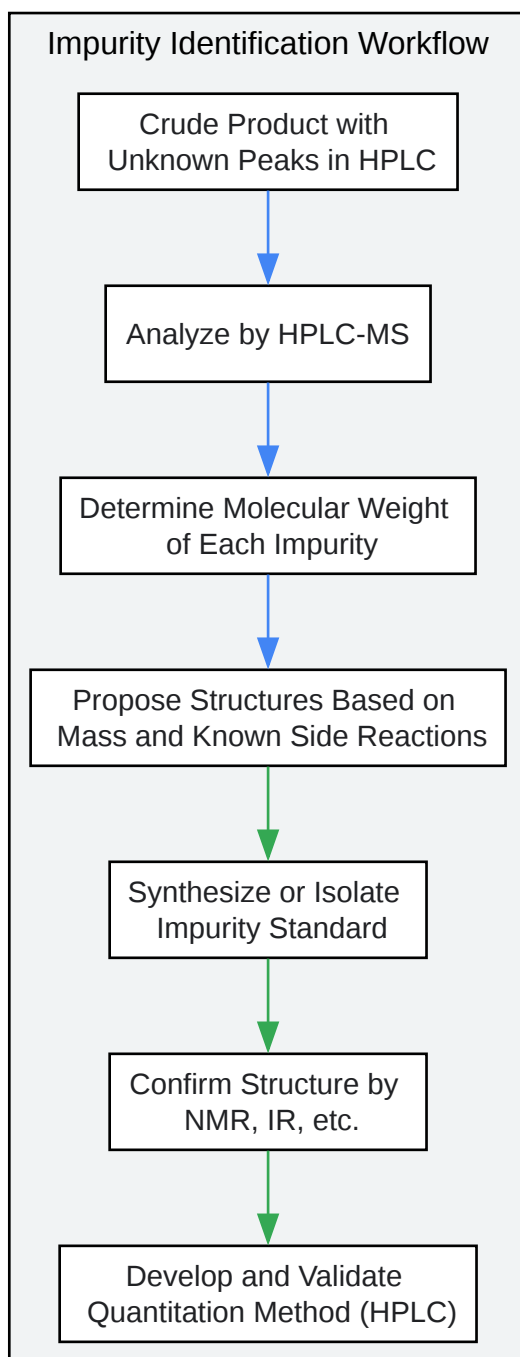 Impurity Identification Workflow
Crude Product with
Unknown Peaks in HPLC
Analyze by HPLC-MS
Determine Molecular Weight
of Each Impurity
Propose Structures Based on
Mass and Known Side Reactions
Synthesize or Isolate
Impurity Standard
Confirm Structure by
NMR, IR, etc.
Develop and Validate
Quantitation Method (HPLC)